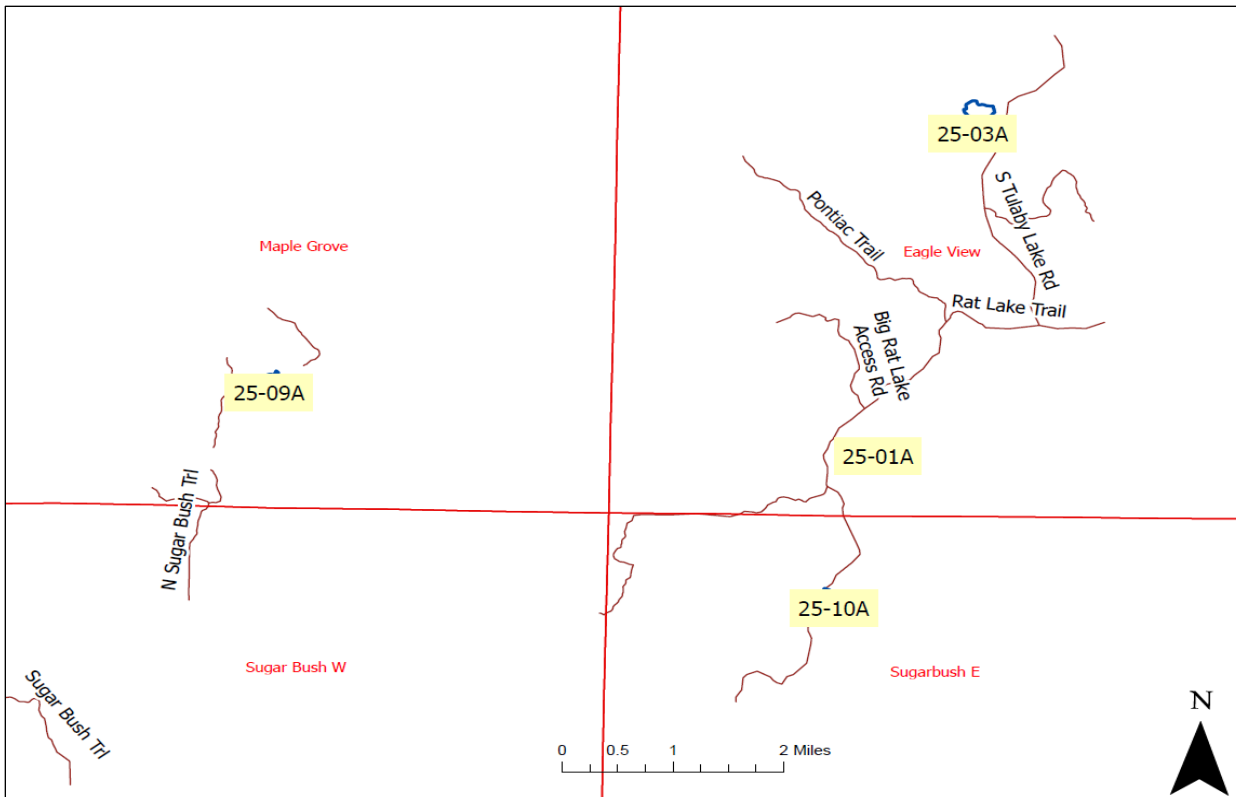 25-03A
S Tulaby Lake Rd
Pontiac Trail
Maple Grove
Eagle View
Rat Lake Trail
Big Rat Lake
Access Rd
25-09A
25-01A
N Sugar Bush Trl
25-10A
Sugar Bush W
Sugarbush E
Sugar Bush Trl
N
0 0.5 1 2 Miles